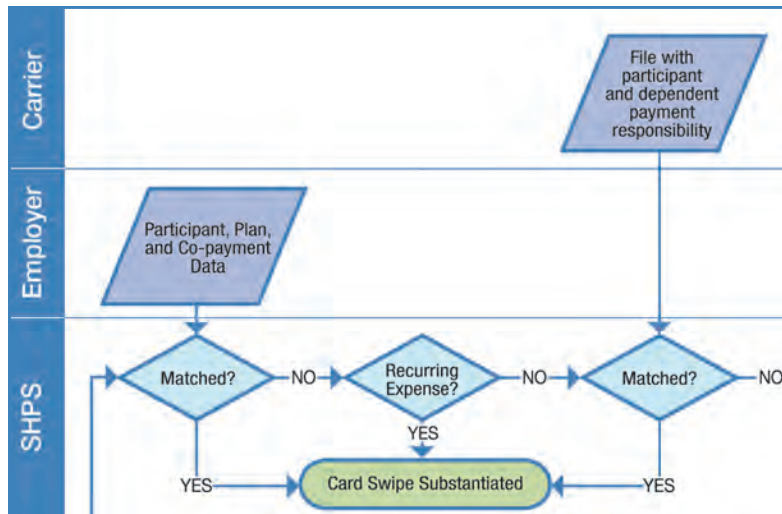 Carrier
File with
participant
and dependent
payment
responsibility
Employer
Participant, Plan,
and Co-payment
Data
SHPS
Matched?
NO
Recurring
Expense?
NO
Matched?
NO
YES
YES
Card Swipe Substantiated
YES